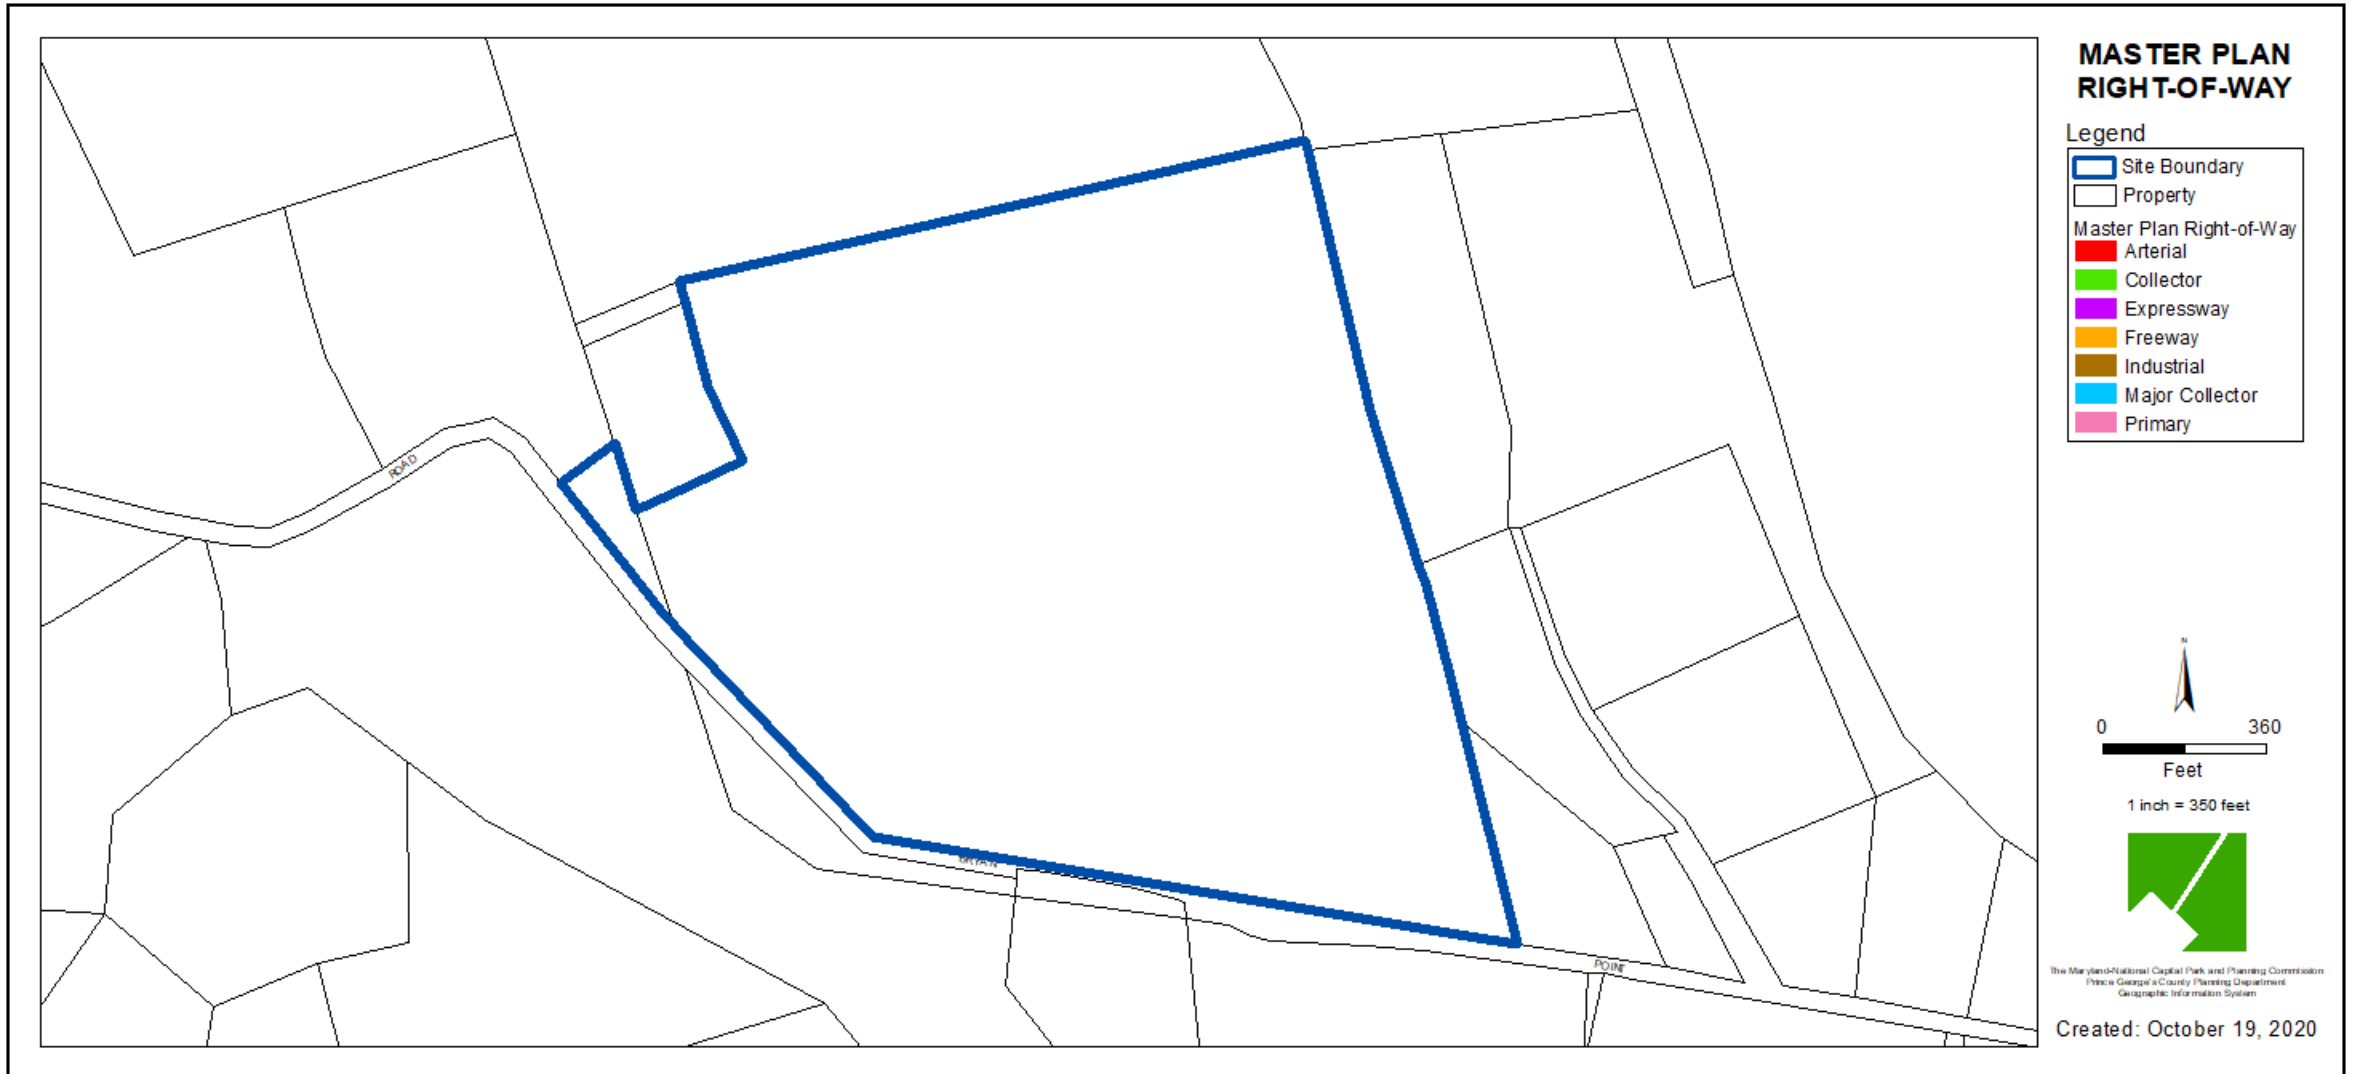 MASTER PLAN
RIGHT-OF-WAY
Legend
Site Boundary
Property
Master Plan Right-of-Way
Arterial
Collector
Expressway
Freeway
Industrial
Major Collector
Primary
ROAD
BRYAN
POINT
N
0 360
Feet
1 inch = 350 feet
The Maryland-National Capital Park and Planning Commission
Prince George's County Planning Department
Geographic Information System
Created: October 19, 2020